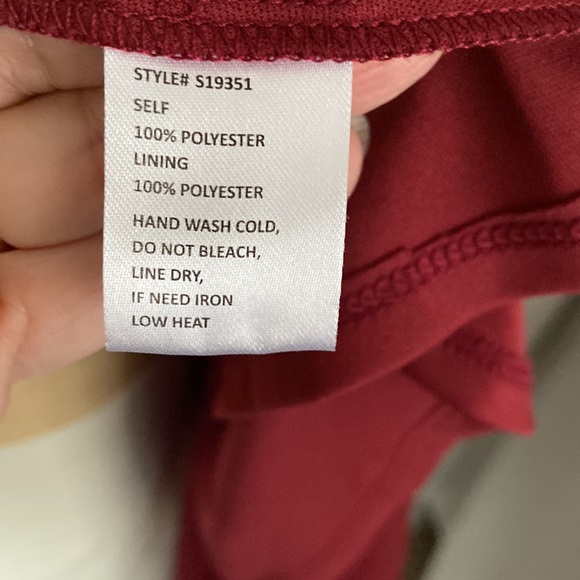 STYLE# S19351
SELF
100% POLYESTER
LINING
100% POLYESTER
HAND WASH COLD,
DO NOT BLEACH,
LINE DRY,
IF NEED IRON
LOW HEAT